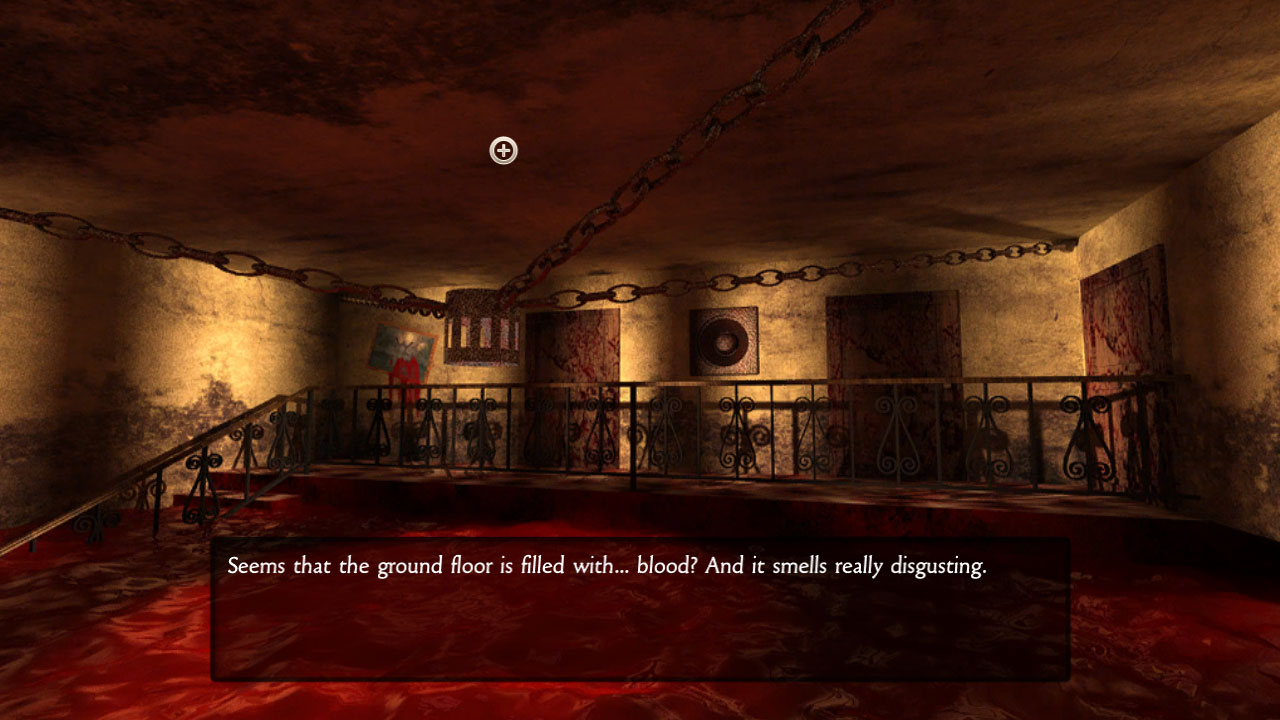 Seems that the ground floor is filled with... blood? And it smells really disgusting.